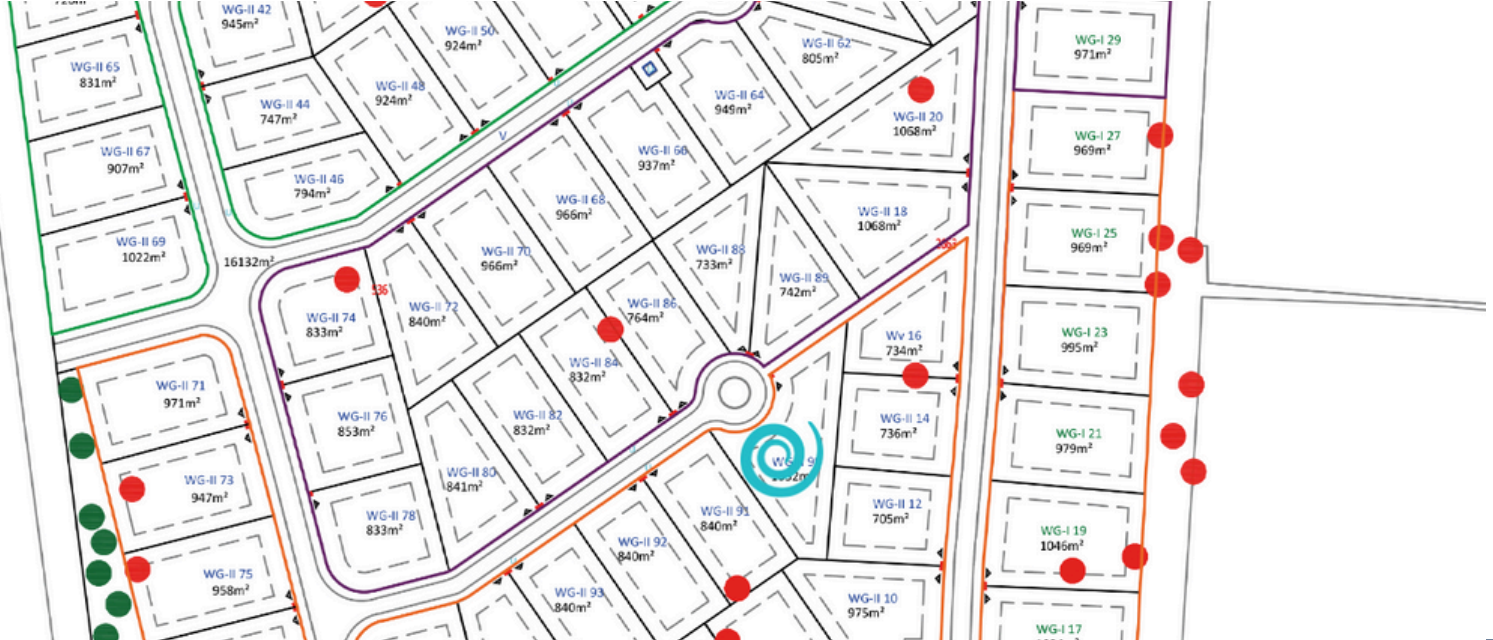 WG-II 42
945m²
WG-II 50
924m²
WG-II 62
805m²
WG-I 29
971m²
WG-II 65
831m²
WG-II 44
747m²
WG-II 48
924m²
WG-II 64
949m²
WG-II 20
1068m²
WG-I 27
969m²
V
WG-II 67
907m²
WG-II 46
794m²
WG-II 66
937m²
WG-II 68
966m²
WG-II 18
1068m²
WG-I 25
969m²
WG-II 69
1022m²
16132m²
WG-II 70
966m²
WG-II 88
733m²
WG-II 89
742m²
WG-II 74
833m²
WG-II 72
840m²
WG-II 86
764m²
Wv 16
734m²
WG-I 23
995m²
WG-II 84
832m²
WG-II 71
971m²
WG-II 76
853m²
WG-II 82
832m²
WG-II 14
736m²
WG-I 21
979m²
WG-II 73
947m²
WG-II 80
841m²
WG-II 78
833m²
WG-II 91
840m²
WG-II 12
705m²
WG-I 19
1046m²
WG-II 92
840m²
WG-II 75
958m²
WG-II 93
840m²
WG-II 10
975m²
WG-I 17